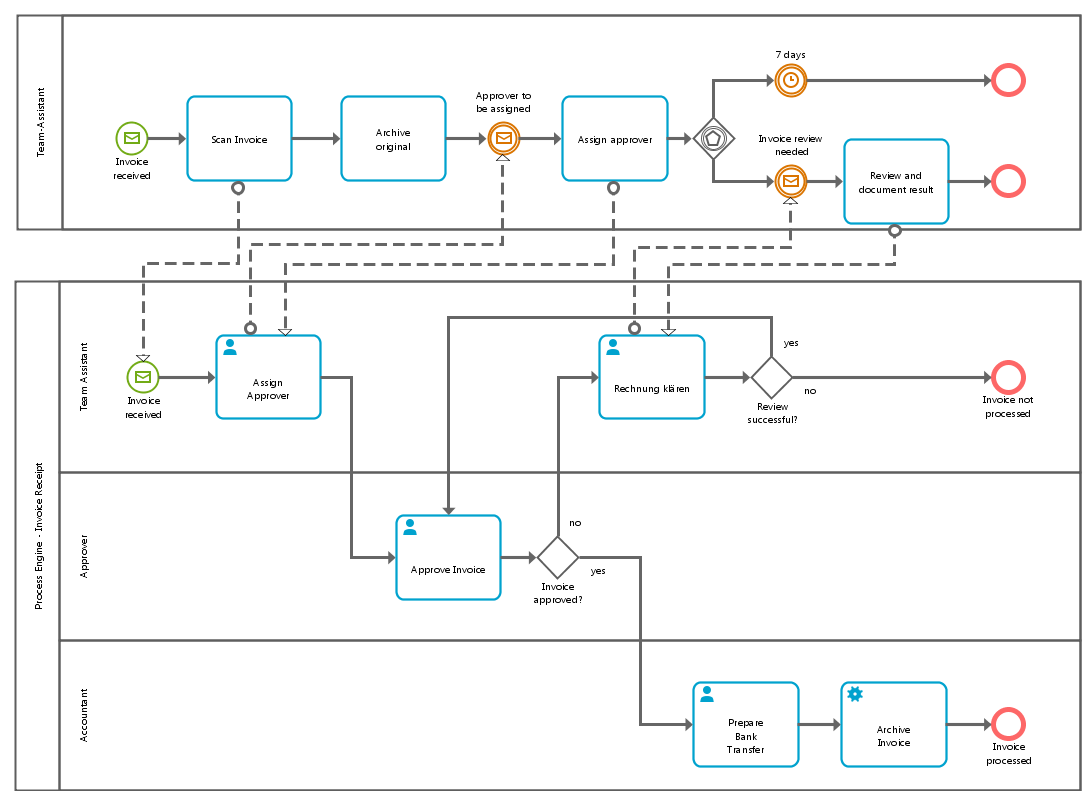 Team-Assistant
Invoice
received
Scan Invoice
Archive
original
Approver to
be assigned
Assign approver
7 days
Invoice review
needed
Review and
document result
Process Engine - Invoice Receipt
Team Assistant
Invoice
received
Assign
Approver
Rechnung klären
yes
no
Review
successful?
Invoice not
processed
Approver
Approve Invoice
no
yes
Invoice
approved?
Accountant
Prepare
Bank
Transfer
Archive
Invoice
Invoice
processed